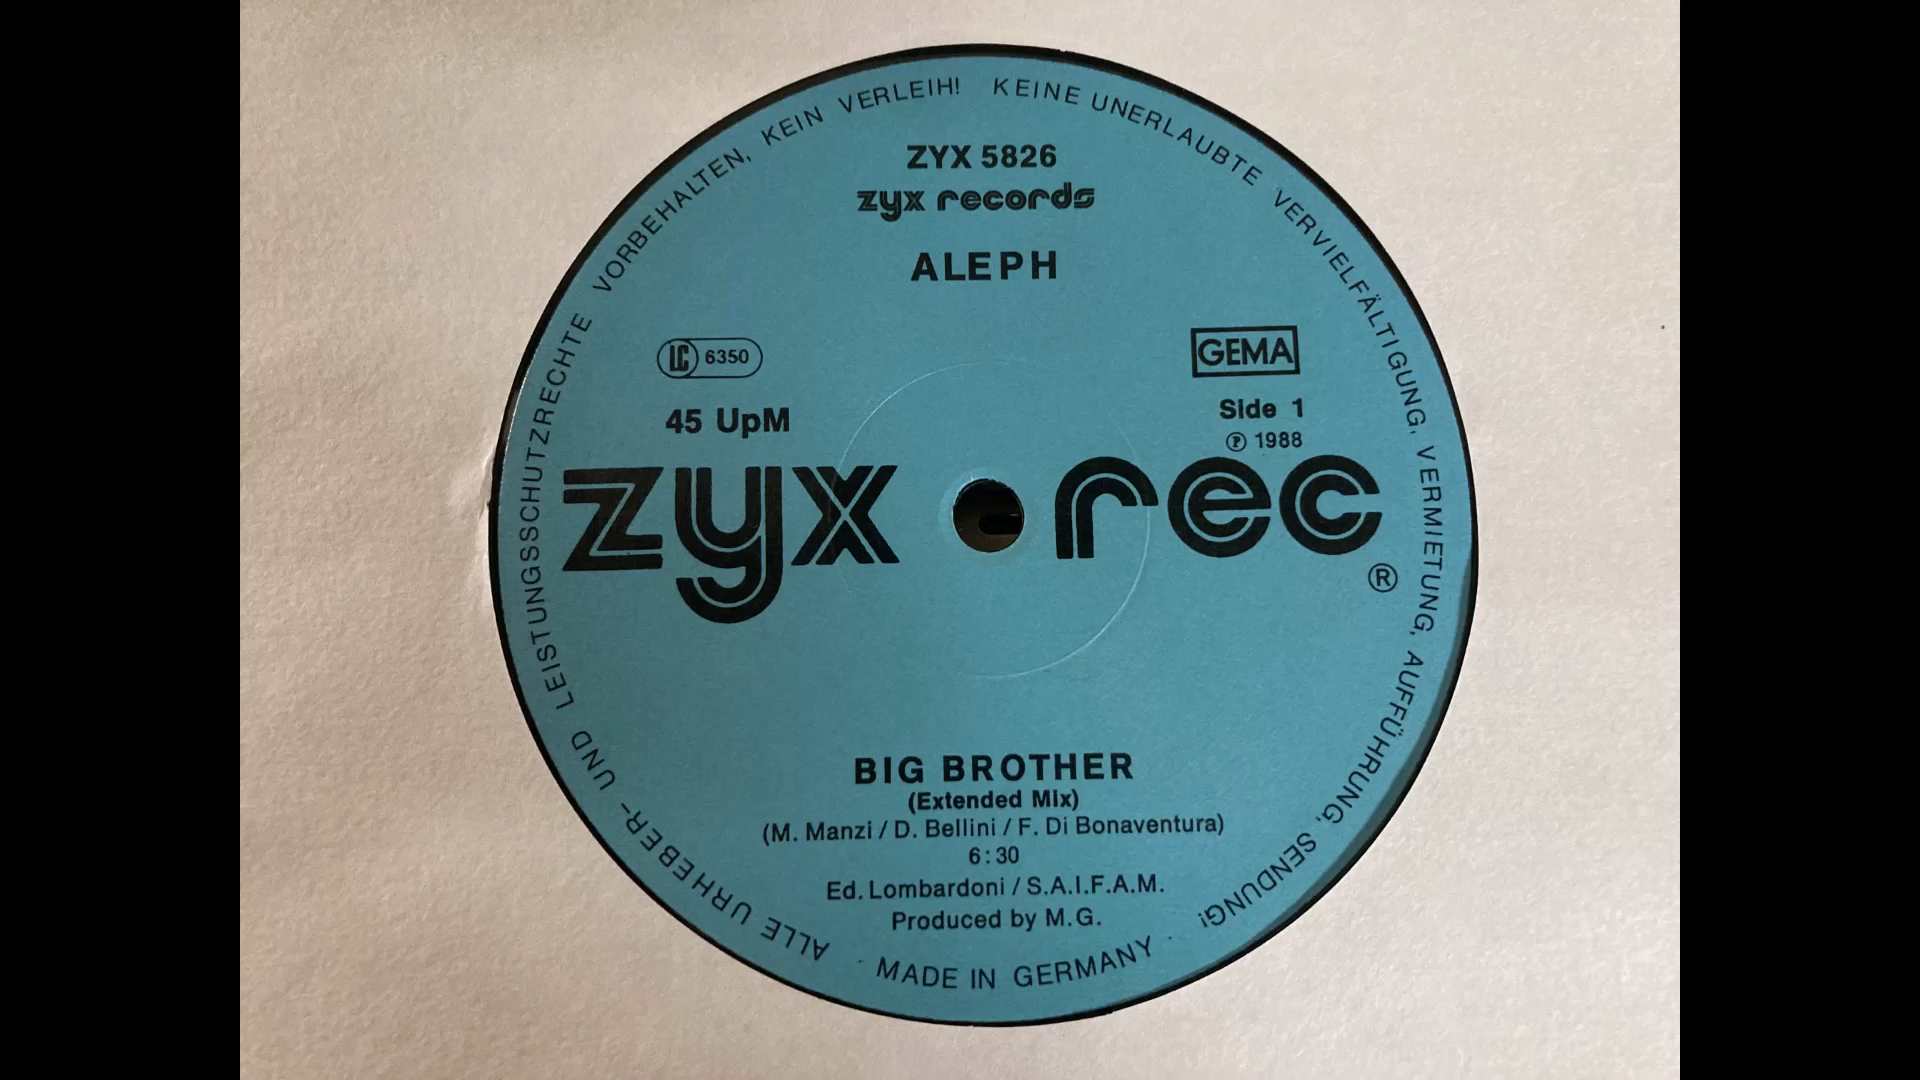 ALLE URHEBER- UND LEISTUNGSSCHUTZRECHTE VORBEHALTEN, KEIN VERLEIH! KEINE UNERLAUBTE VERVIELFÄLTIGUNG, VERMIETUNG, AUFFÜHRUNG, SENDUNG!
ZYX 5826
zyx records
ALEPH
LC 6350
GEMA
45 UpM
Side 1
℗ 1988
zyx rec ®
BIG BROTHER
(Extended Mix)
(M. Manzi / D. Bellini / F. Di Bonaventura)
6:30
Ed. Lombardoni / S.A.I.F.A.M.
Produced by M.G.
· MADE IN GERMANY ·